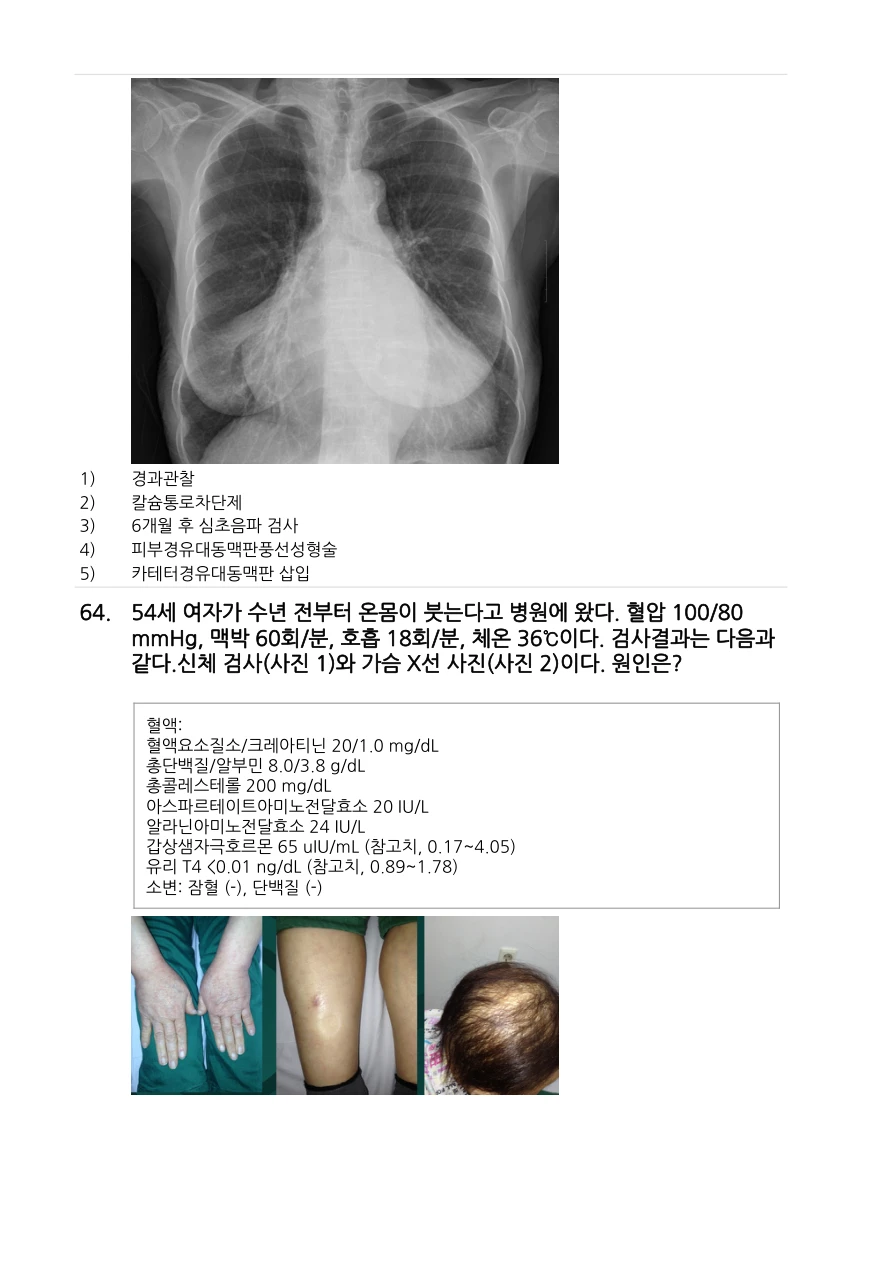 1) 경과관찰
2) 칼슘통로차단제
3) 6개월 후 심초음파 검사
4) 피부경유대동맥판풍선성형술
5) 카테터경유대동맥판 삽입
64. 54세 여자가 수년 전부터 온몸이 붓는다고 병원에 왔다. 혈압 100/80
mmHg, 맥박 60회/분, 호흡 18회/분, 체온 36℃이다. 검사결과는 다음과
같다.신체 검사(사진 1)와 가슴 X선 사진(사진 2)이다. 원인은?
혈액:
혈액요소질소/크레아티닌 20/1.0 mg/dL
총단백질/알부민 8.0/3.8 g/dL
총콜레스테롤 200 mg/dL
아스파르테이트아미노전달효소 20 IU/L
알라닌아미노전달효소 24 IU/L
갑상샘자극호르몬 65 uIU/mL (참고치, 0.17~4.05)
유리 T4 <0.01 ng/dL (참고치, 0.89~1.78)
소변: 잠혈 (-), 단백질 (-)